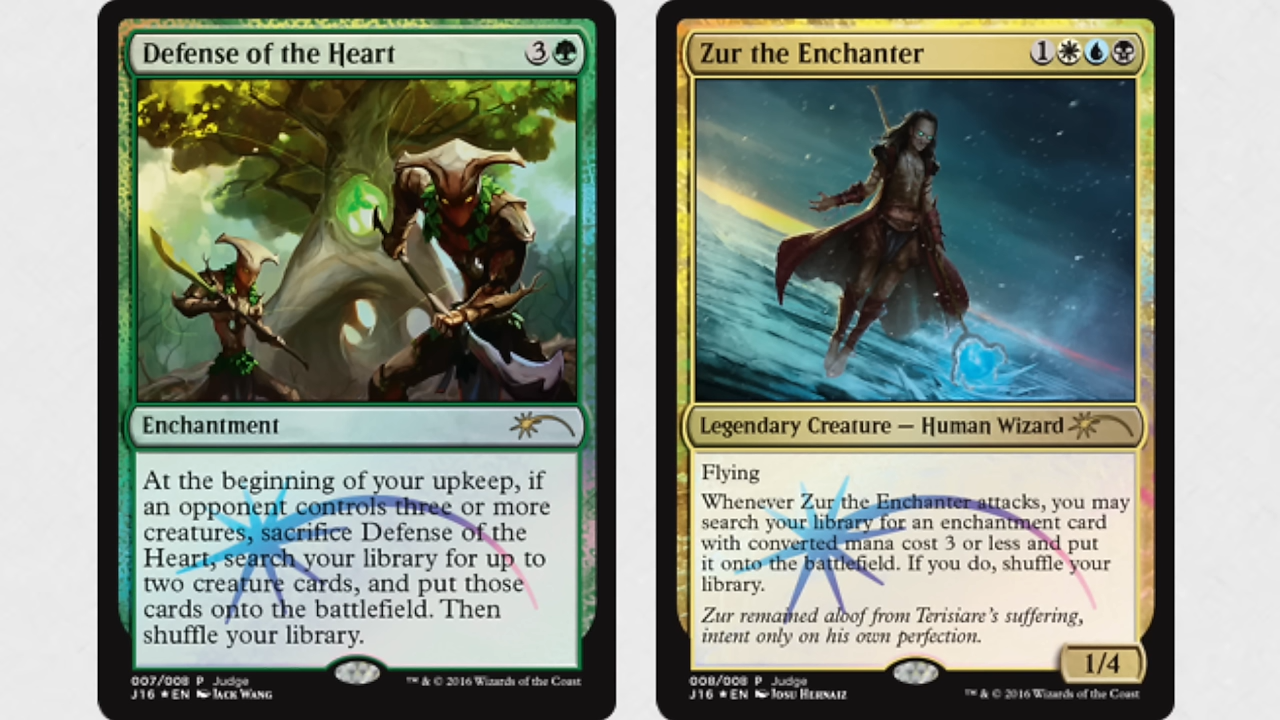 Defense of the Heart 3
Enchantment
At the beginning of your upkeep, if
an opponent controls three or more
creatures, sacrifice Defense of the
Heart, search your library for up to
two creature cards, and put those
cards onto the battlefield. Then
shuffle your library.
007/008 P Judge
J16 ★ EN Jack Wang
™ & © 2016 Wizards of the Coast
Zur the Enchanter 1
Legendary Creature — Human Wizard
Flying
Whenever Zur the Enchanter attacks, you may
search your library for an enchantment card
with converted mana cost 3 or less and put
it onto the battlefield. If you do, shuffle your
library.
Zur remained aloof from Terisiare's suffering,
intent only on his own perfection.
1/4
008/008 P Judge
J16 ★ EN Josu Hernaiz
™ & © 2016 Wizards of the Coast